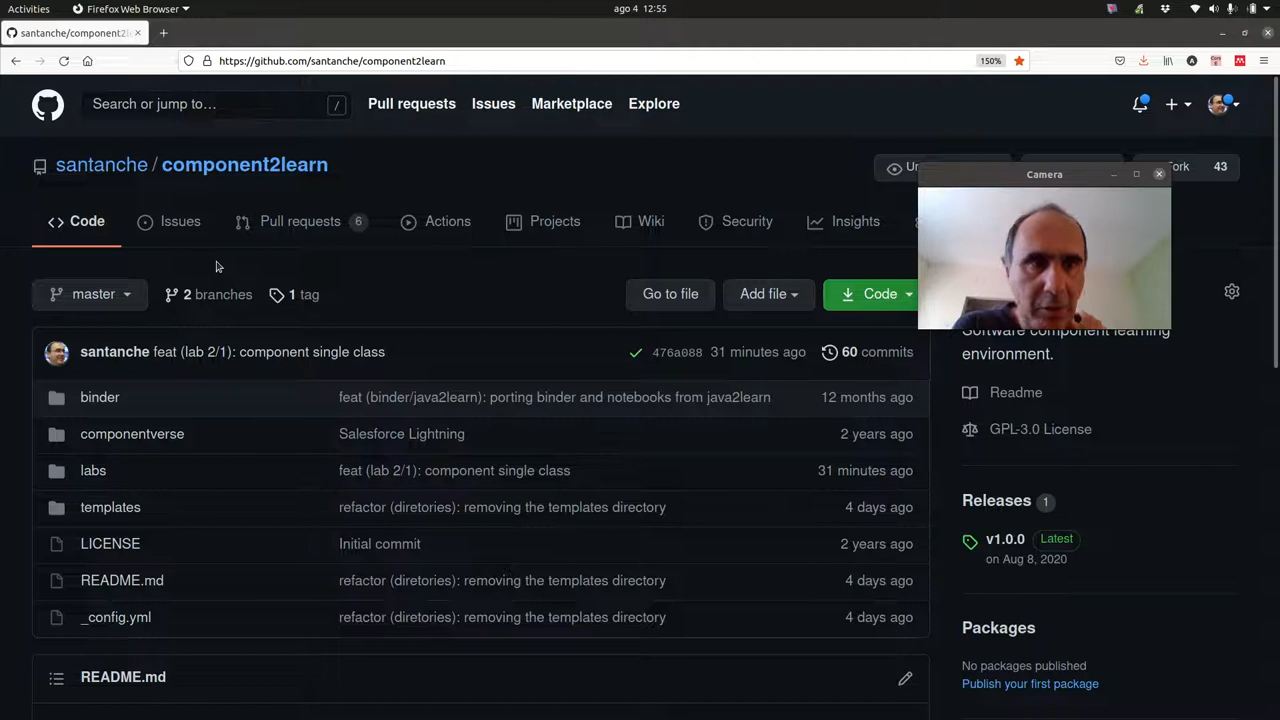 Activities Firefox Web Browser ago 4 12:55
santanche/component2l
https://github.com/santanche/component2learn 150%
Search or jump to… / Pull requests Issues Marketplace Explore
santanche / component2learn Fork 43
Camera
Code Issues Pull requests 6 Actions Projects Wiki Security Insights
master 2 branches 1 tag Go to file Add file Code
Software component learning
environment.
santanche feat (lab 2/1): component single class 476a088 31 minutes ago 60 commits
Readme
binder feat (binder/java2learn): porting binder and notebooks from java2learn 12 months ago
GPL-3.0 License
componentverse Salesforce Lightning 2 years ago
labs feat (lab 2/1): component single class 31 minutes ago
Releases 1
templates refactor (diretories): removing the templates directory 4 days ago
v1.0.0 Latest
LICENSE Initial commit 2 years ago
on Aug 8, 2020
README.md refactor (diretories): removing the templates directory 4 days ago
_config.yml refactor (diretories): removing the templates directory 4 days ago
Packages
No packages published
README.md
Publish your first package